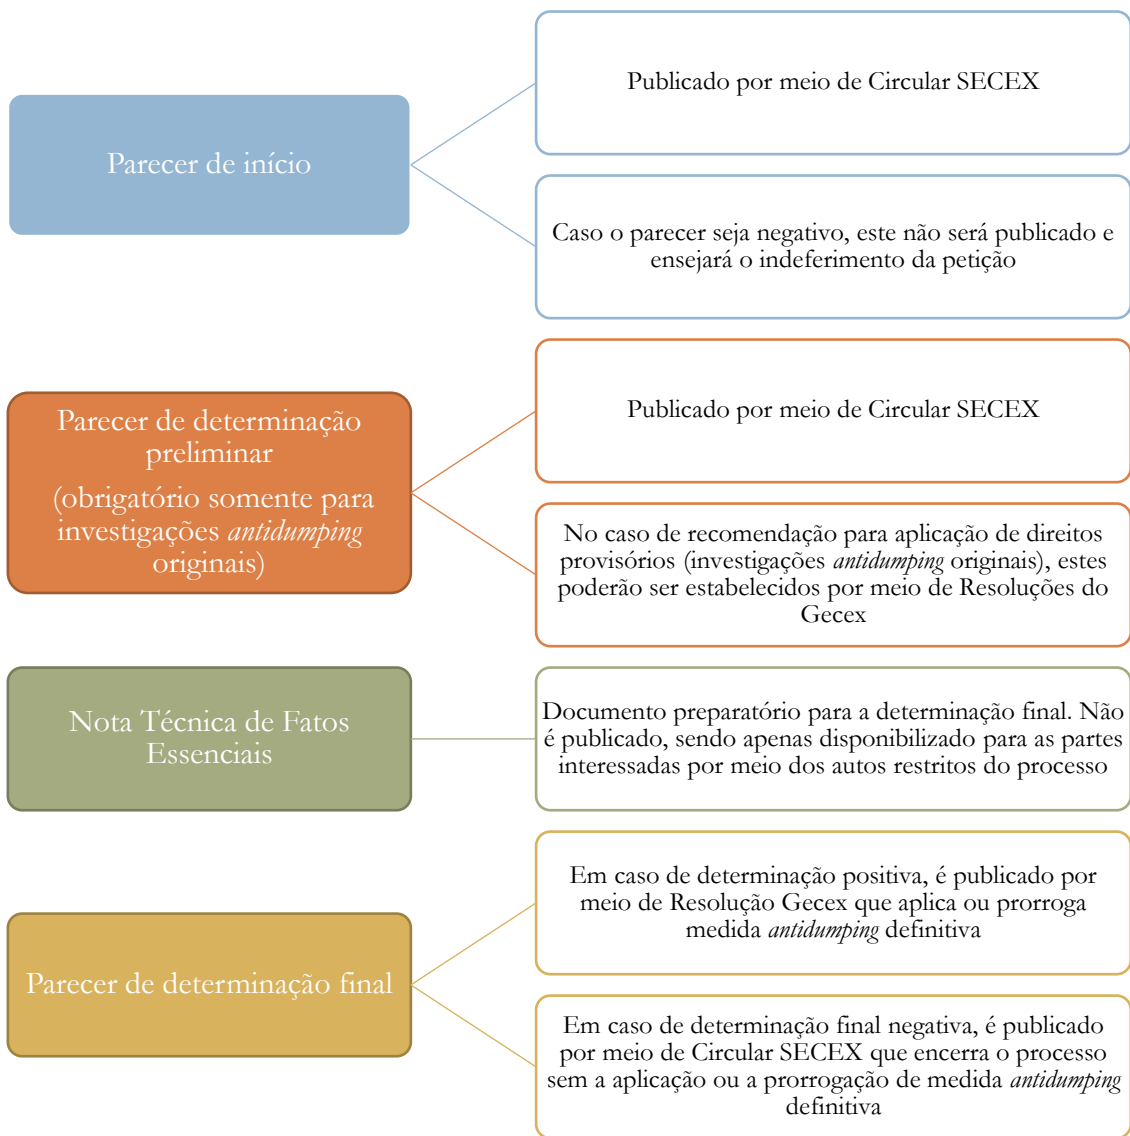 Parecer de início
Publicado por meio de Circular SECEX
Caso o parecer seja negativo, este não será publicado e
ensejará o indeferimento da petição
Parecer de determinação
preliminar
(obrigatório somente para
investigações antidumping
originais)
Publicado por meio de Circular SECEX
No caso de recomendação para aplicação de direitos
provisórios (investigações antidumping originais), estes
poderão ser estabelecidos por meio de Resoluções do
Gecex
Nota Técnica de Fatos
Essenciais
Documento preparatório para a determinação final. Não
é publicado, sendo apenas disponibilizado para as partes
interessadas por meio dos autos restritos do processo
Parecer de determinação final
Em caso de determinação positiva, é publicado por
meio de Resolução Gecex que aplica ou prorroga
medida antidumping definitiva
Em caso de determinação final negativa, é publicado
por meio de Circular SECEX que encerra o processo
sem a aplicação ou a prorrogação de medida antidumping
definitiva